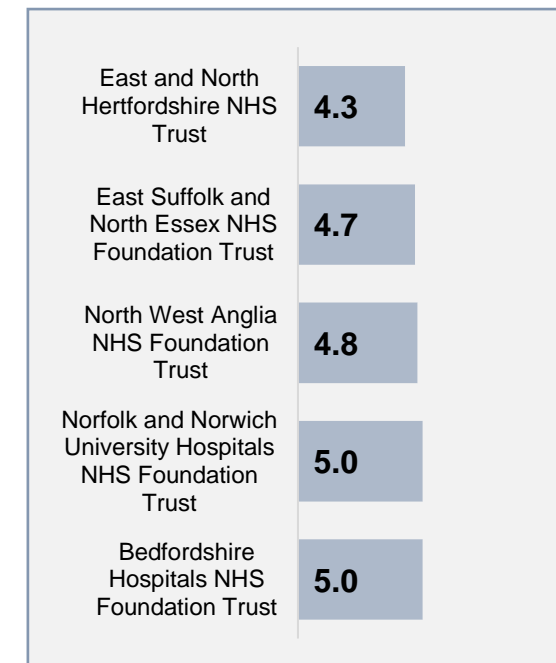 East and North
Hertfordshire NHS
Trust
4.3
East Suffolk and
North Essex NHS
Foundation Trust
4.7
North West Anglia
NHS Foundation
Trust
4.8
Norfolk and Norwich
University Hospitals
NHS Foundation
Trust
5.0
Bedfordshire
Hospitals NHS
Foundation Trust
5.0